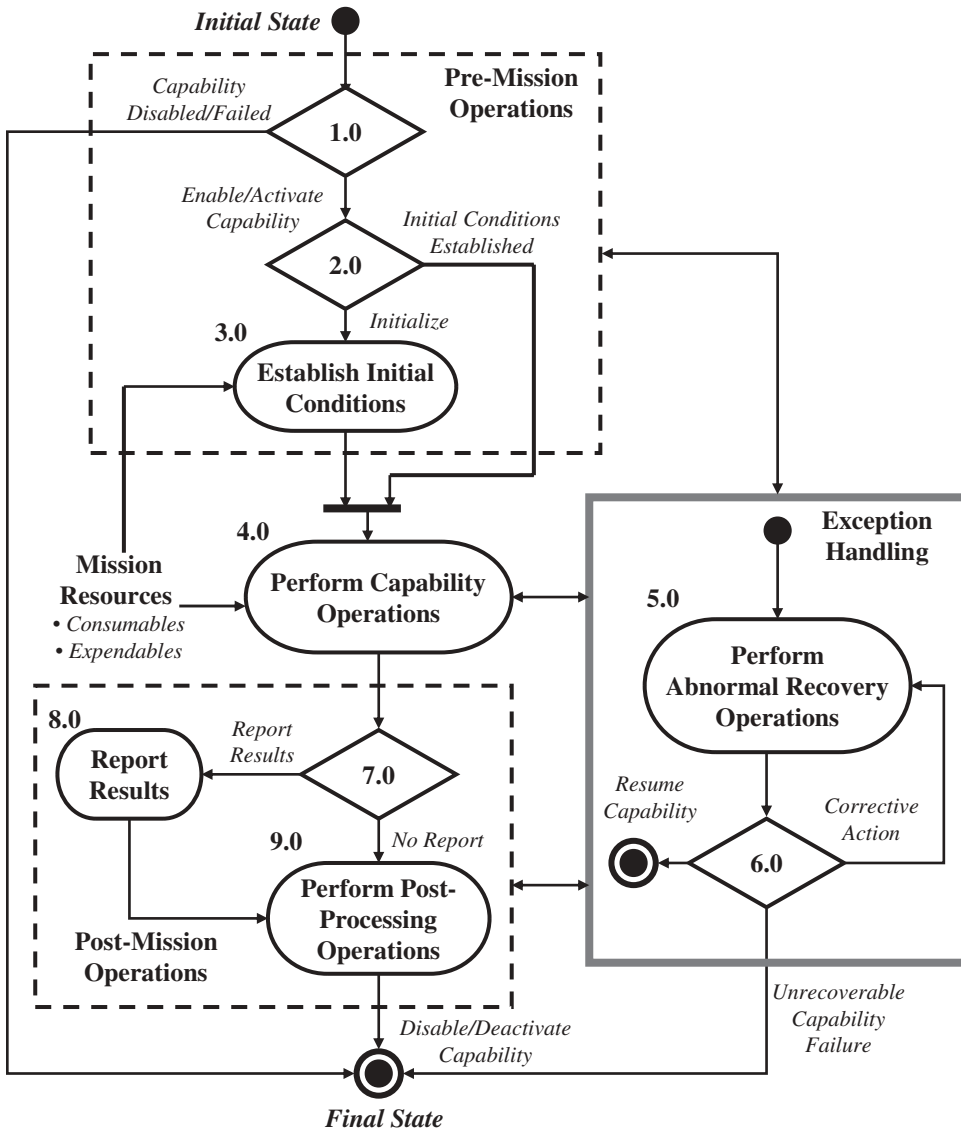 Initial State
Pre-Mission
Operations
Capability
Disabled/Failed
1.0
Enable/Activate
Capability
Initial Conditions
Established
2.0
Initialize
3.0
Establish Initial
Conditions
4.0
Mission
Resources
• Consumables
• Expendables
Perform Capability
Operations
Exception
Handling
5.0
Perform
Abnormal Recovery
Operations
8.0
Report
Results
Report
Results
7.0
Resume
Capability
Corrective
Action
6.0
9.0
No Report
Perform Post-
Processing
Operations
Post-Mission
Operations
Disable/Deactivate
Capability
Unrecoverable
Capability
Failure
Final State